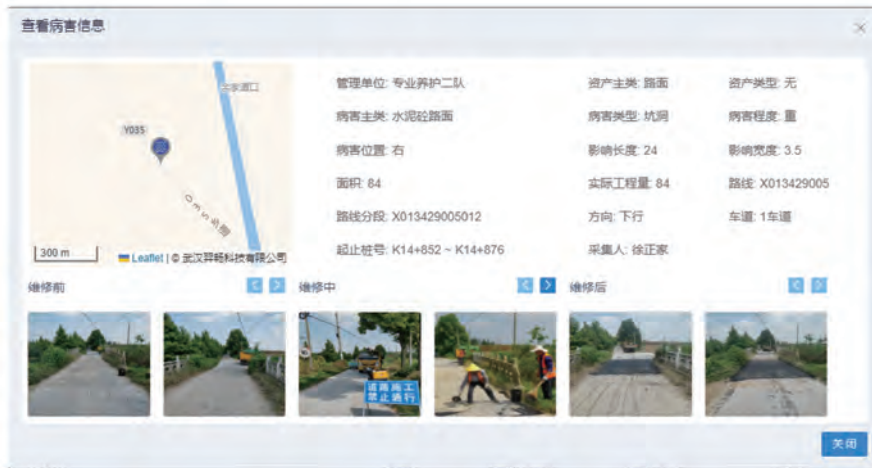 查看病害信息
Y035
300 m
Leaflet | © 武汉羿畅科技有限公司
管理单位: 专业养护二队
资产主类: 路面
资产类型: 无
病害主类: 水泥砼路面
病害类型: 坑洞
病害程度: 重
病害位置: 右
影响长度: 24
影响宽度: 3.5
面积: 84
实际工程量: 84
路线: X013429005
路线分段: X013429005012
方向: 下行
车道: 1车道
起止桩号: K14+852 ~ K14+876
采集人: 徐正家
维修前
维修中
维修后
道路施工
禁止通行
关闭